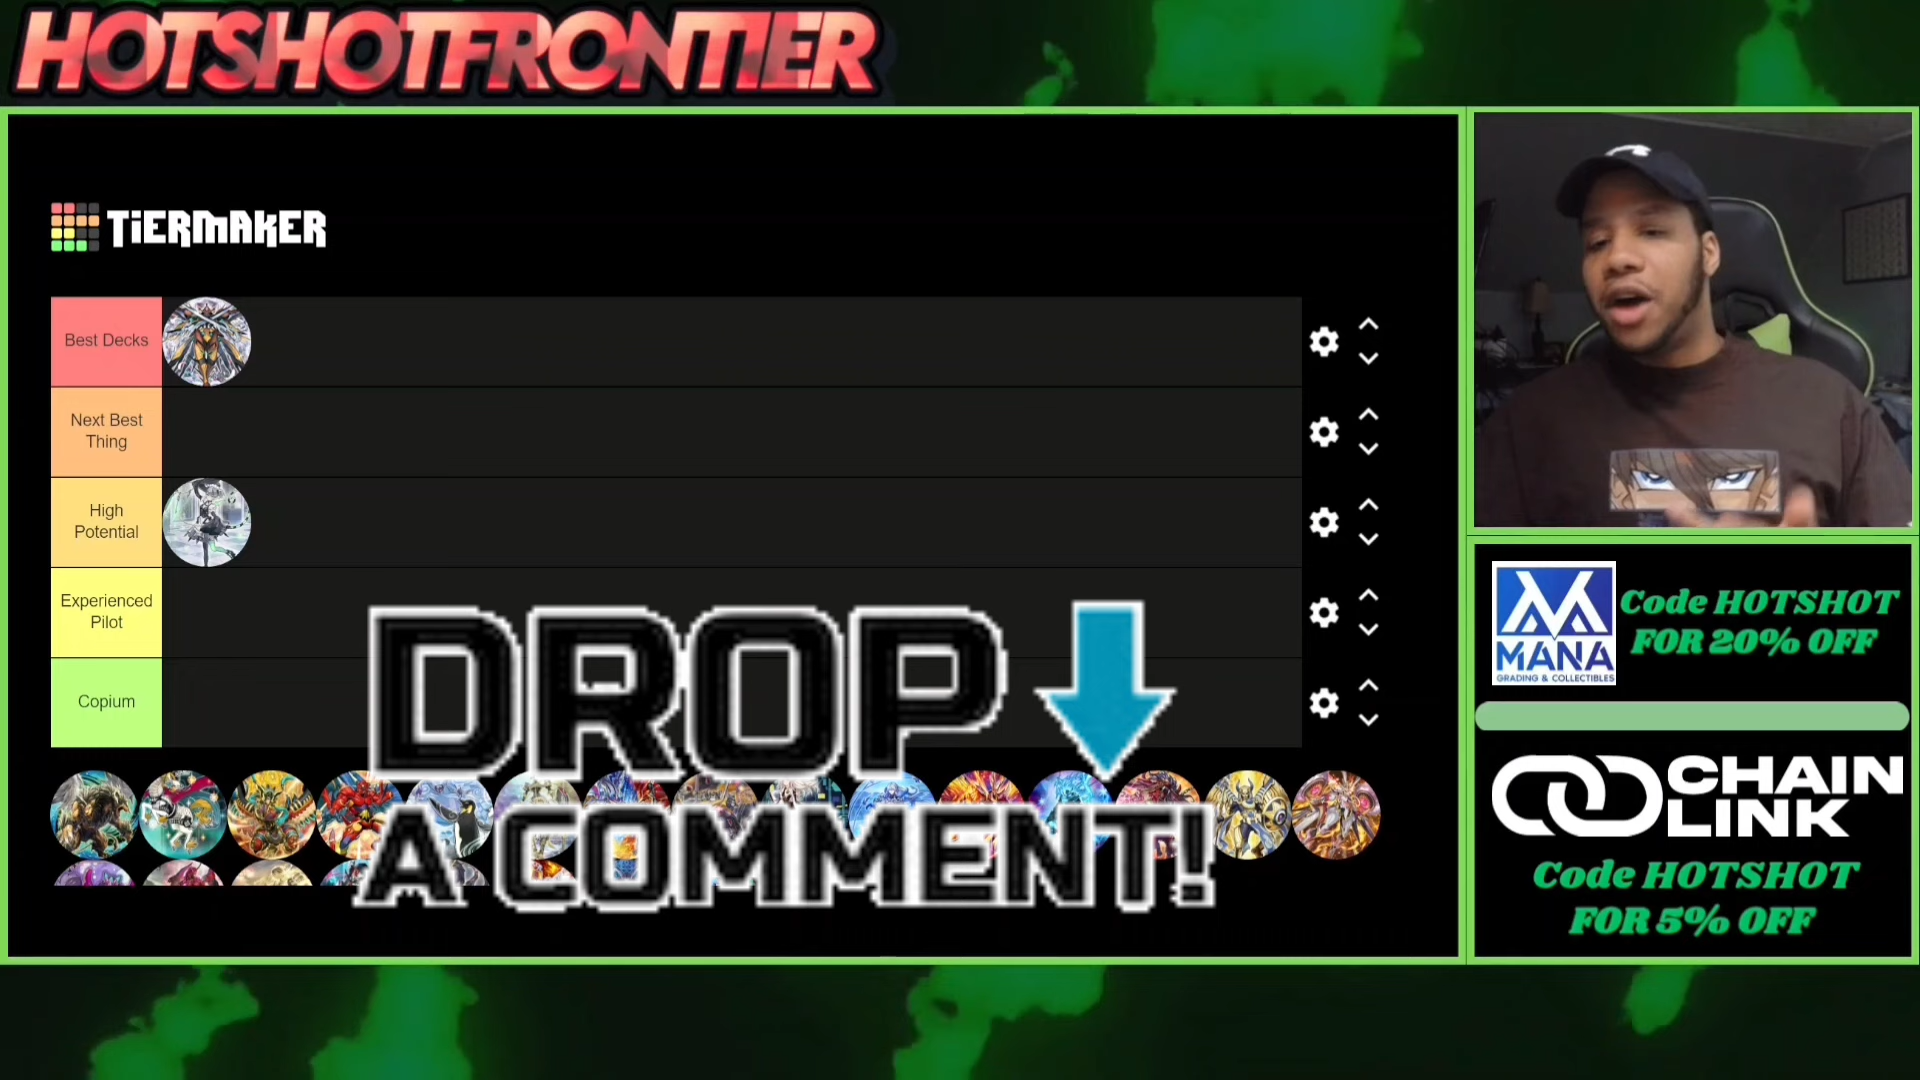 HOTSHOTFRONTIER
TiERMAKER
Best Decks
Next Best
Thing
High
Potential
Experienced
Pilot
Copium
DROP
A COMMENT!
MANA
GRADING & COLLECTIBLES
Code HOTSHOT
FOR 20% OFF
CHAIN
LINK
Code HOTSHOT
FOR 5% OFF